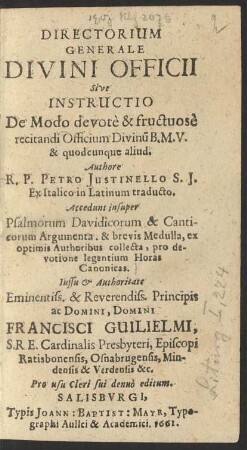 DIRECTORIUM
GENERALE
DIVINI OFFICII
Sive
INSTRUCTIO
De Modo devotè & fructuosè
recitandi Officium Divinũ B. M. V.
& quodcunque aliud.
Authore
R. P. PETRO JUSTINELLO S. J.
Ex Italico in Latinum traducto.
Accedunt insuper
Psalmorum Davidicorum & Canti-
corum Argumenta. & brevis Medulla, ex
optimis Authoribus collecta, pro de-
votione legentium Horas
Canonicas.
Iussu & Authoritate
Eminentiss. & Reverendiss. Principis
ac DOMINI, DOMINI
FRANCISCI GUILIELMI,
S.R.E. Cardinalis Presbyteri, Episcopi
Ratisbonensis, Osnabrugensis, Min-
densis & Verdensis &c.
Pro usu Cleri sui denuò editum.
SALISBVRGI,
Typis JOANN: BAPTIST: MAYR, Typo-
graphi Aulici & Academici. 1661.
Liturg I 224